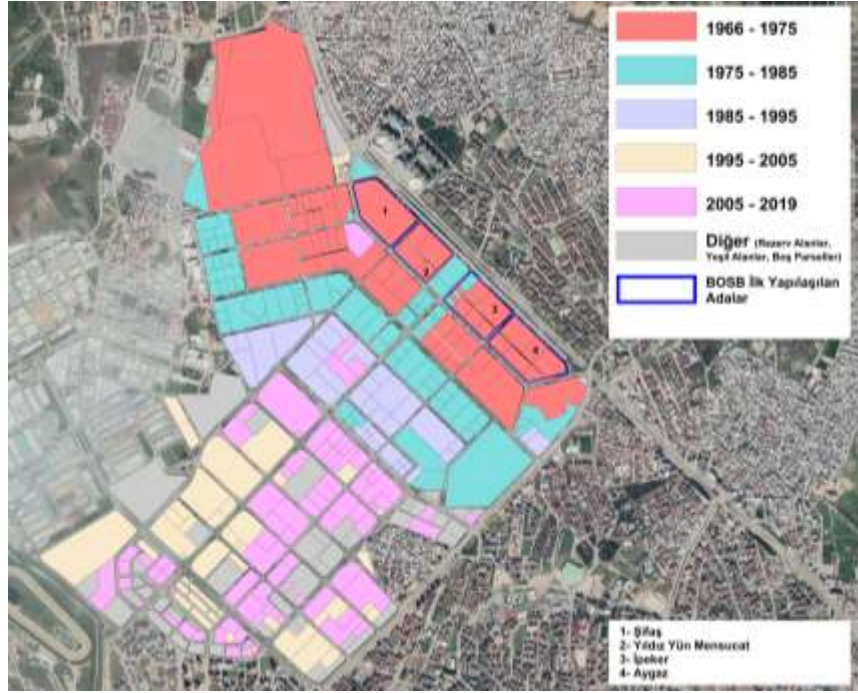 1966 - 1975
1975 - 1985
1985 - 1995
1995 - 2005
2005 - 2019
Diğer (Rezerv Alanlar,
Yeşil Alanlar, Boş Parseller)
BOSB İlk Yapılaşılan
Adalar
1
2
3
4
1- Şifaş
2- Yıldız Yün Mensucat
3- İpeker
4- Aygaz